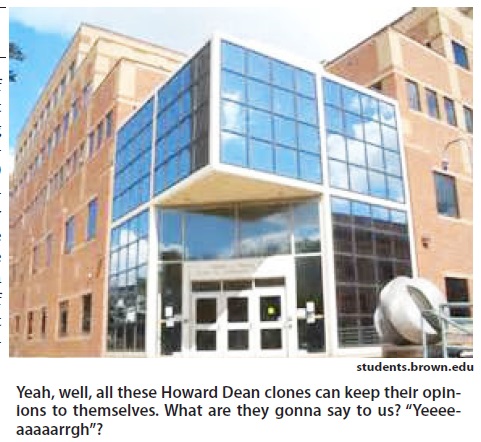 students.brown.edu
Yeah, well, all these Howard Dean clones can keep their opin-
ions to themselves. What are they gonna say to us? “Yeeee-
aaaaarrgh”?